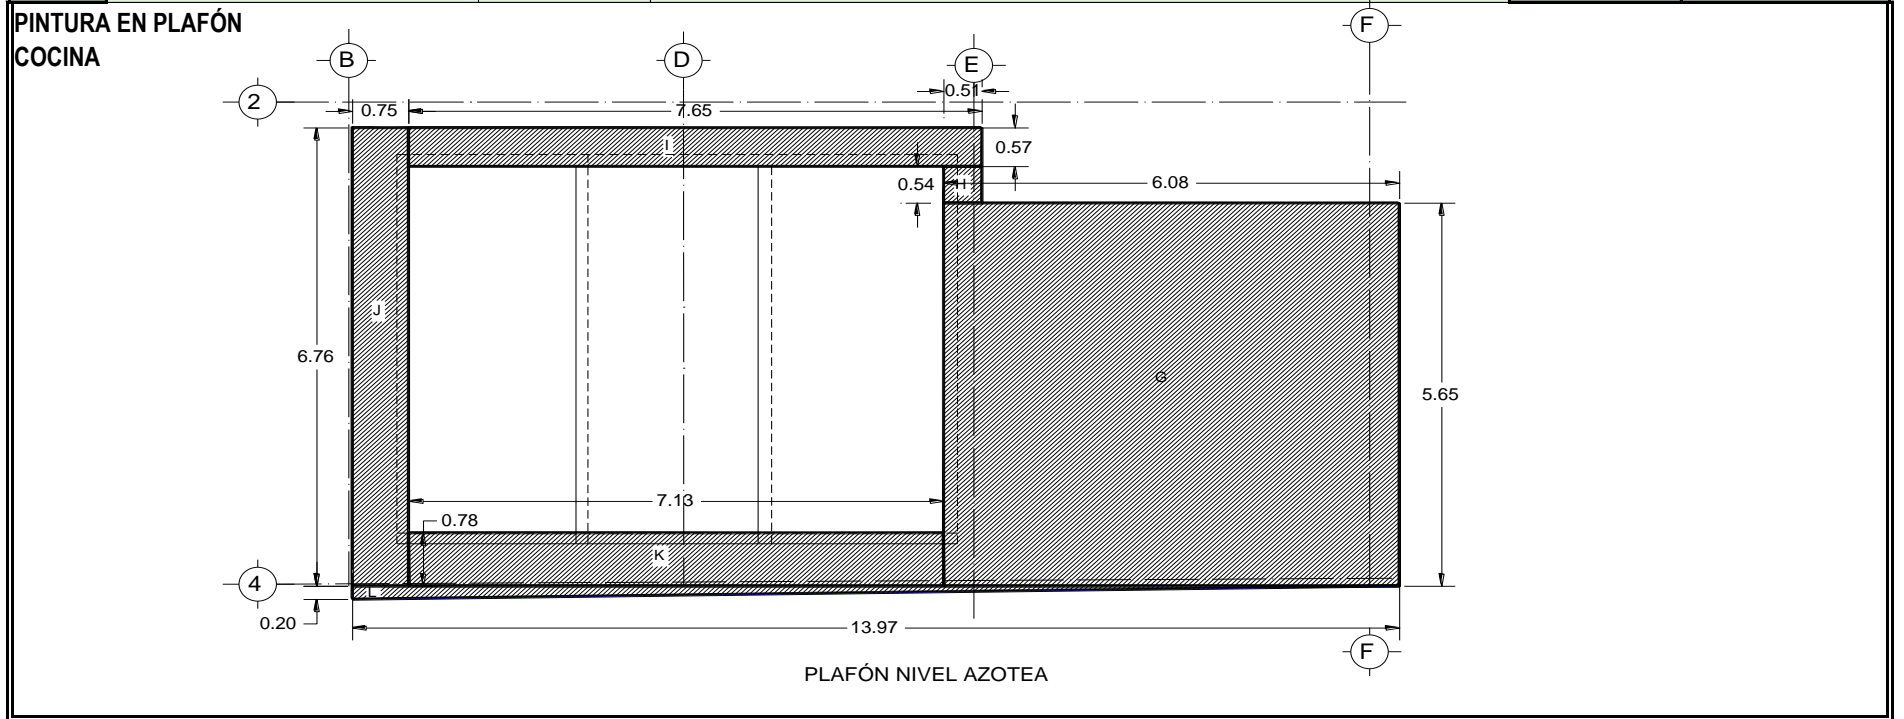 PINTURA EN PLAFÓN
COCINA
F
B
D
E
2
0.75
7.65
0.51
I
0.57
0.54
H
6.08
J
6.76
G
5.65
7.13
0.78
K
4
L
0.20
13.97
F
PLAFÓN NIVEL AZOTEA